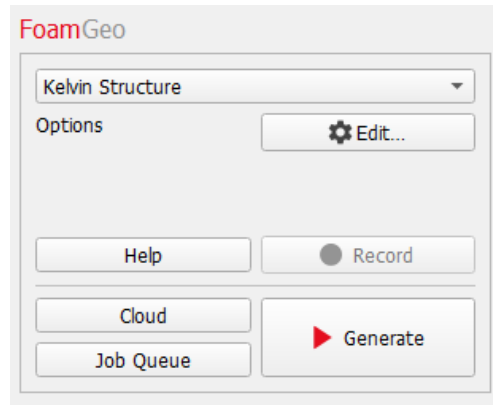 FoamGeo
Kelvin Structure
Options
Edit...
Help
Record
Cloud
Generate
Job Queue